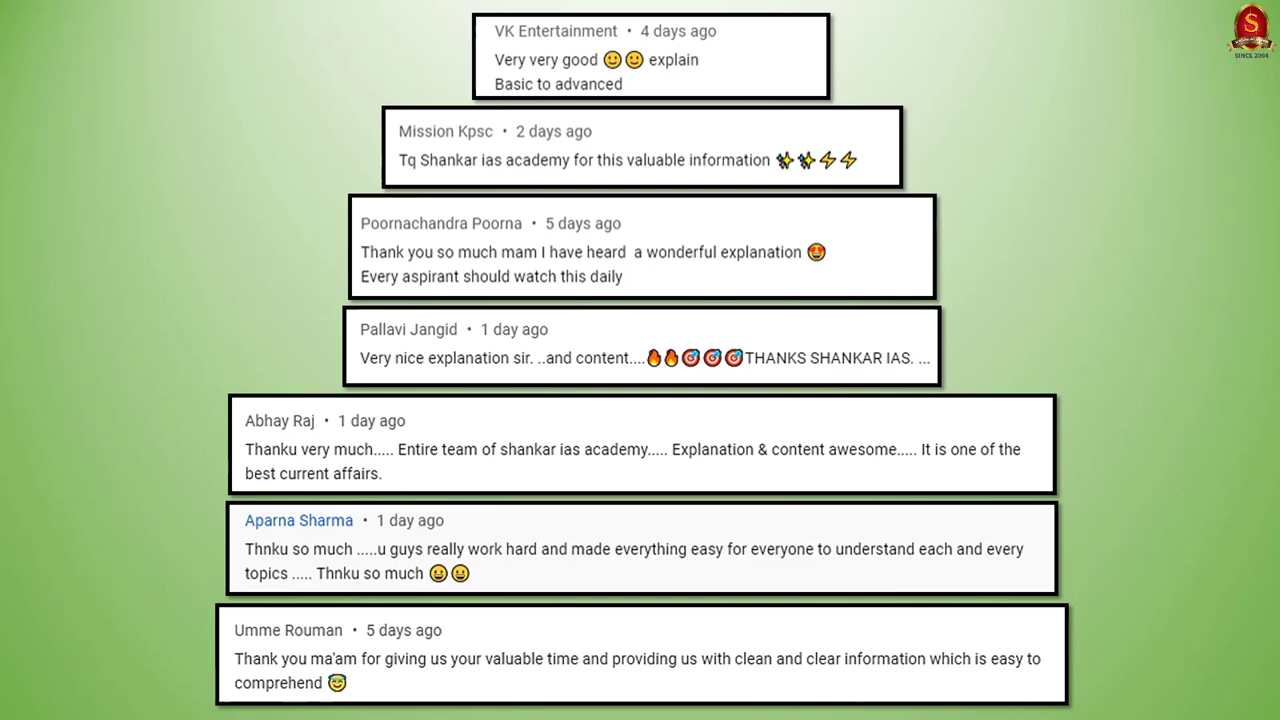 VK Entertainment • 4 days ago
Very very good 🙂🙂 explain
Basic to advanced
Mission Kpsc • 2 days ago
Tq Shankar ias academy for this valuable information ✨✨⚡⚡
Poornachandra Poorna • 5 days ago
Thank you so much mam I have heard a wonderful explanation 🤩
Every aspirant should watch this daily
Pallavi Jangid • 1 day ago
Very nice explanation sir. ..and content....🔥🔥🎯🎯🎯THANKS SHANKAR IAS. ...
Abhay Raj • 1 day ago
Thanku very much..... Entire team of shankar ias academy..... Explanation & content awesome..... It is one of the
best current affairs.
Aparna Sharma • 1 day ago
Thnku so much .....u guys really work hard and made everything easy for everyone to understand each and every
topics ..... Thnku so much 😀😀
Umme Rouman • 5 days ago
Thank you ma'am for giving us your valuable time and providing us with clean and clear information which is easy to
comprehend 😇
S
SINCE 2004